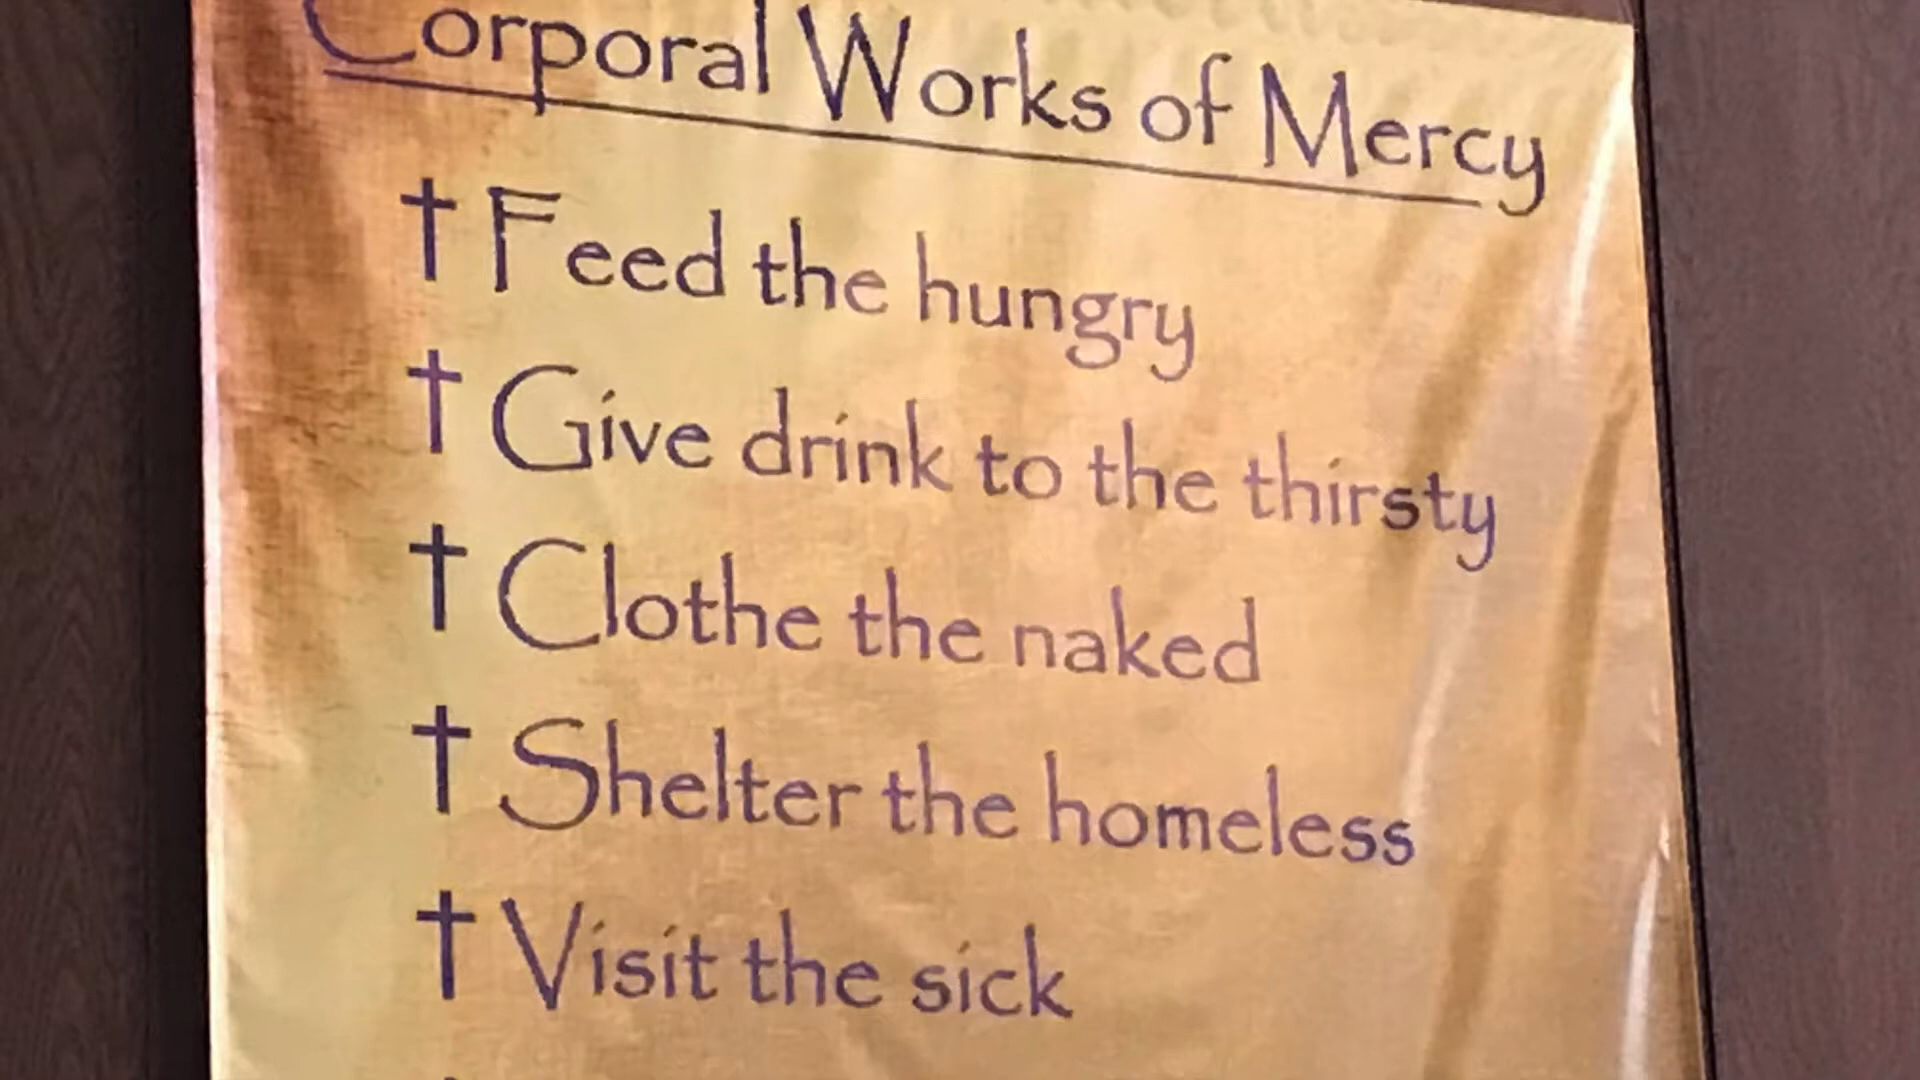 Corporal Works of Mercy
† Feed the hungry
† Give drink to the thirsty
† Clothe the naked
† Shelter the homeless
† Visit the sick